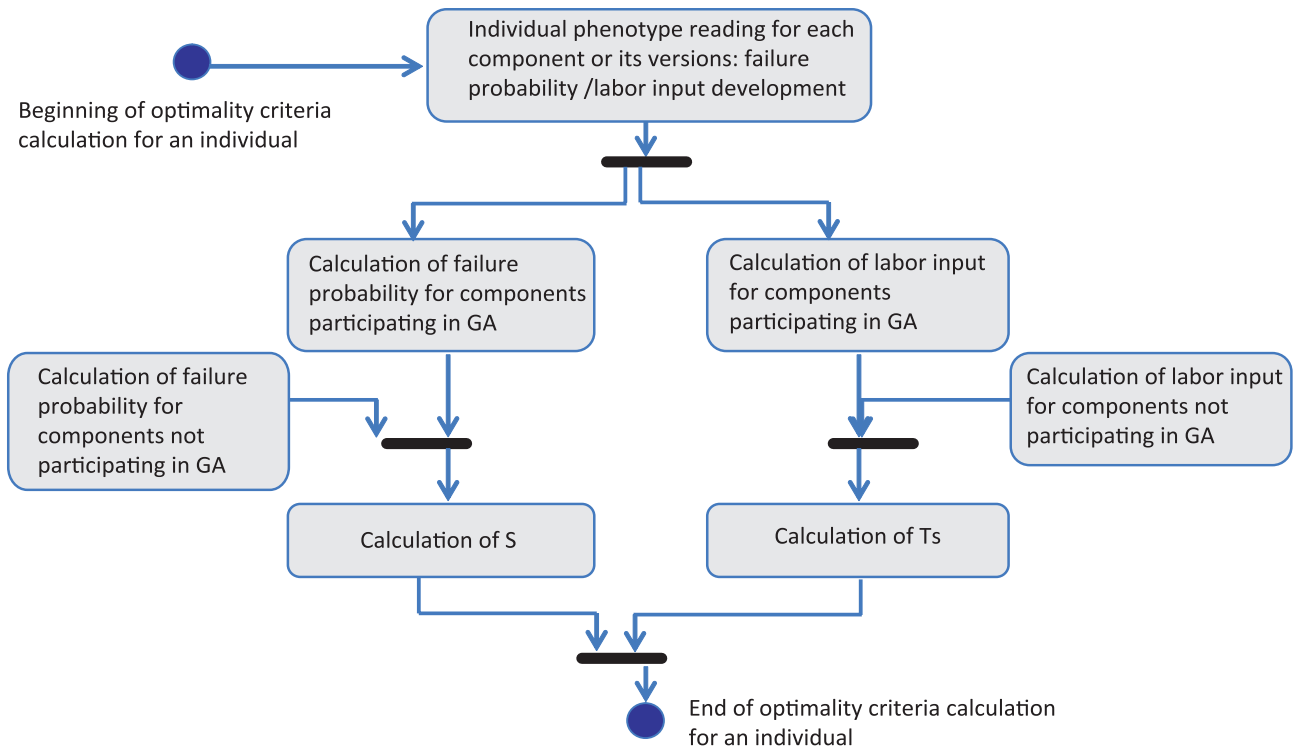 Individual phenotype reading for each
component or its versions: failure
probability /labor input development
Beginning of optimality criteria
calculation for an individual
Calculation of failure
probability for components
participating in GA
Calculation of labor input
for components
participating in GA
Calculation of failure
probability for
components not
participating in GA
Calculation of labor input
for components not
participating in GA
Calculation of S
Calculation of Ts
End of optimality criteria calculation
for an individual